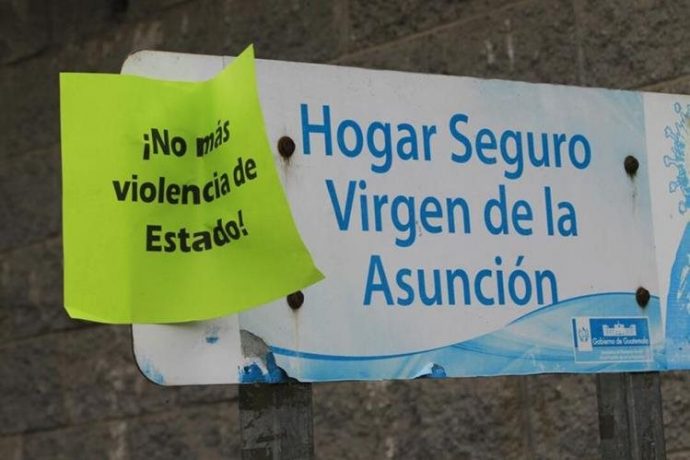 ¡No más
violencia de
Estado!
Hogar Seguro
Virgen de la
Asunción
Gobierno de Guatemala